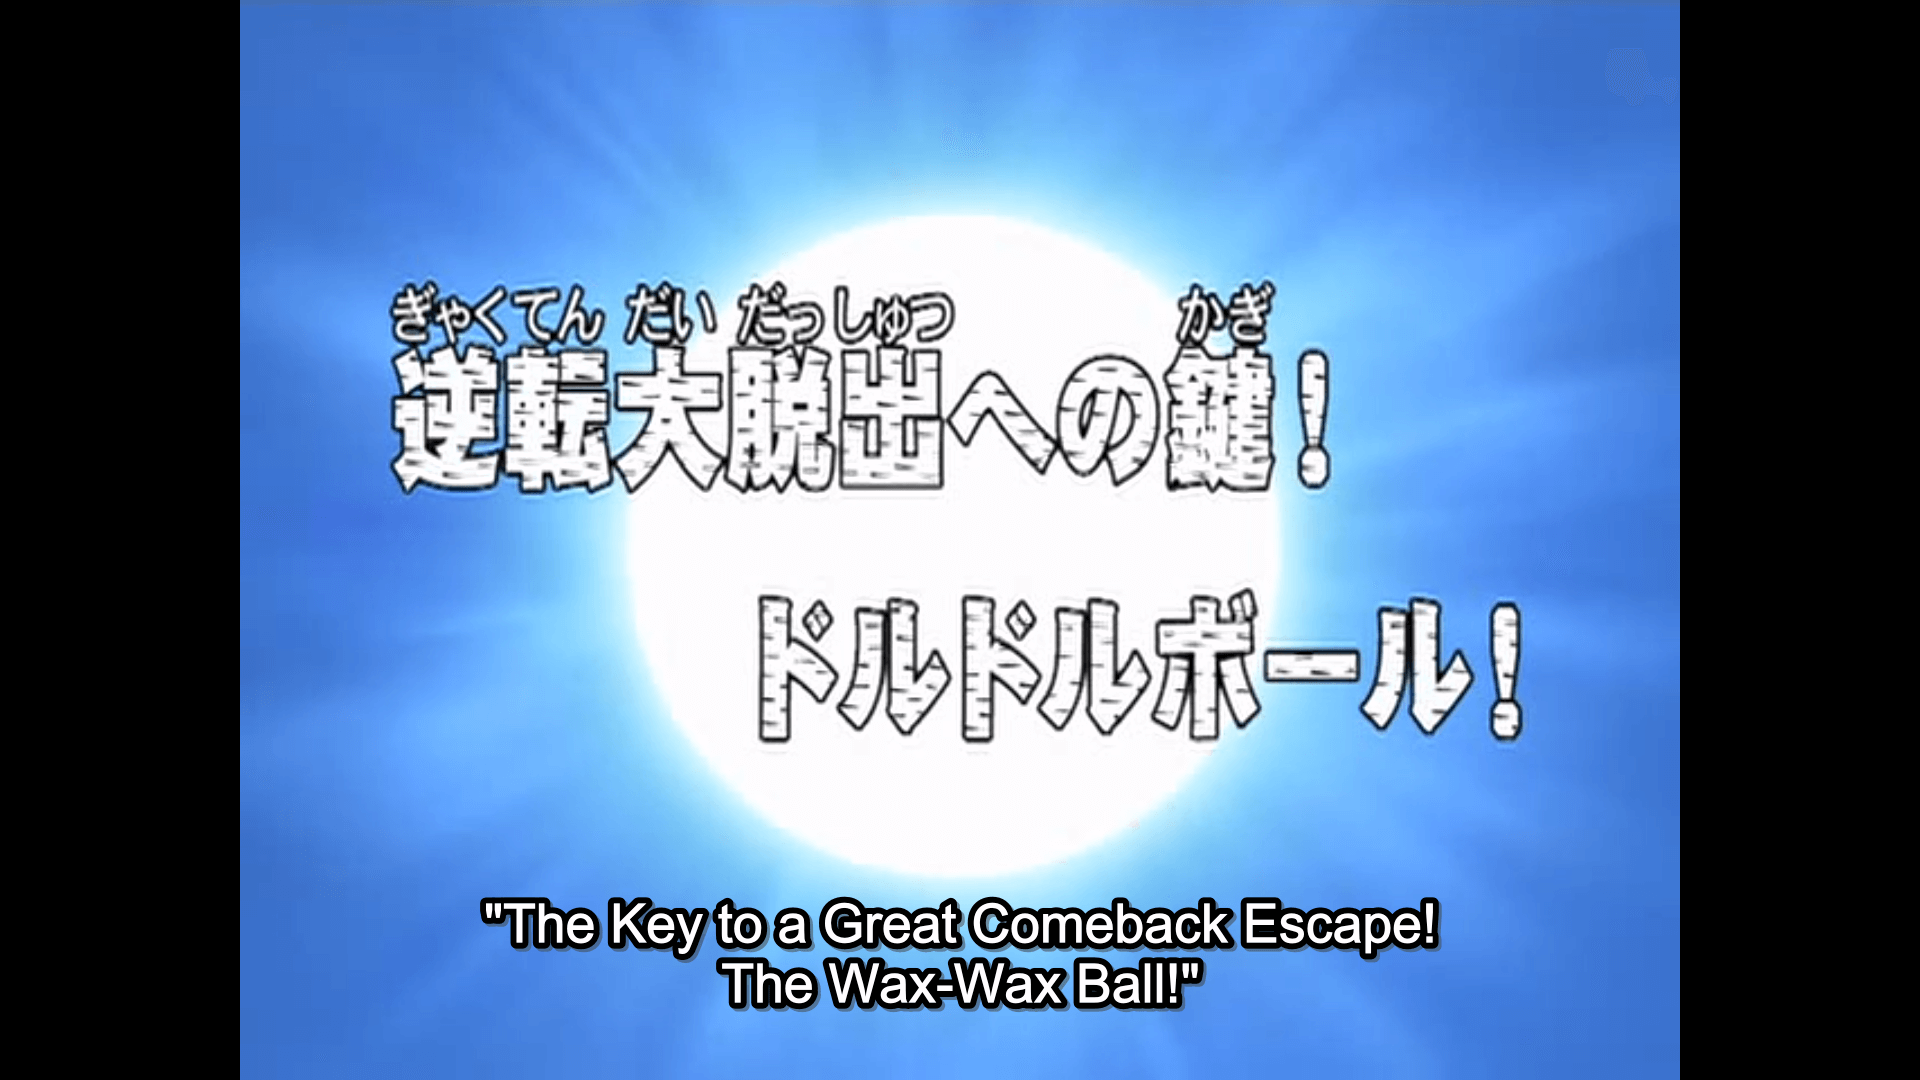 ぎゃくてん だい だっしゅつ かぎ
逆転大脱出への鍵!
ドルドルボール!
"The Key to a Great Comeback Escape!
The Wax-Wax Ball!"